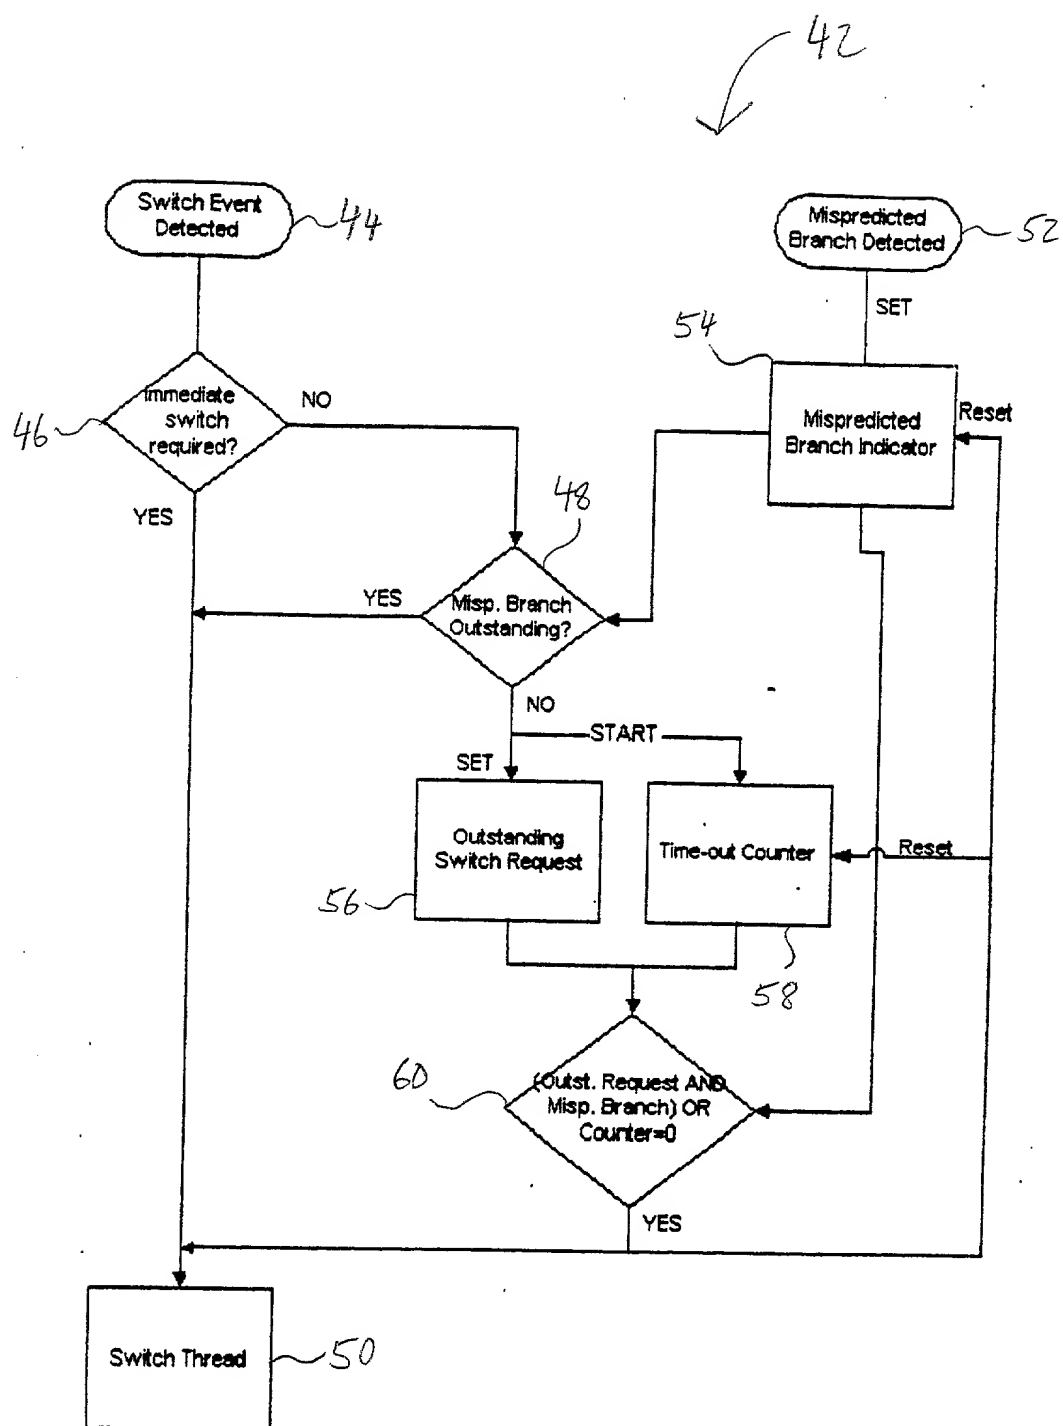 42
Switch Event
Detected
44
Mispredicted
Branch Detected
52
SET
54
Immediate
switch
required?
46
NO
YES
Mispredicted
Branch Indicator
Reset
48
Misp. Branch
Outstanding?
YES
NO
START
SET
Outstanding
Switch Request
56
Time-out Counter
Reset
58
60
(Outst. Request AND
Misp. Branch) OR
Counter=0
YES
Switch Thread
50